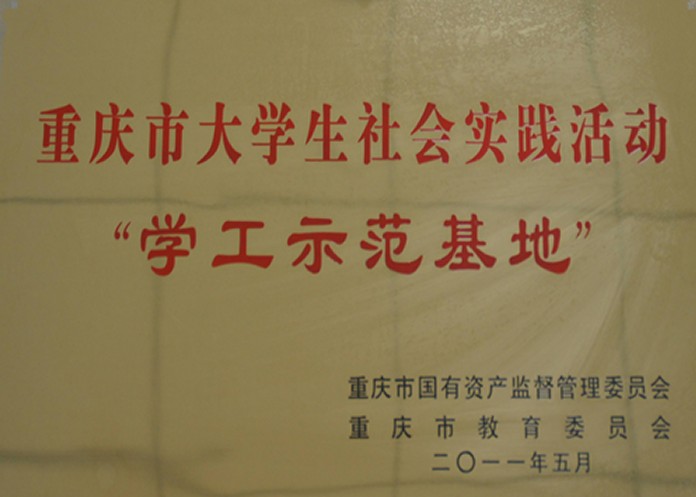 重庆市大学生社会实践活动
“学工示范基地”
重庆市国有资产监督管理委员会
重庆市教育委员会
二〇一一年五月